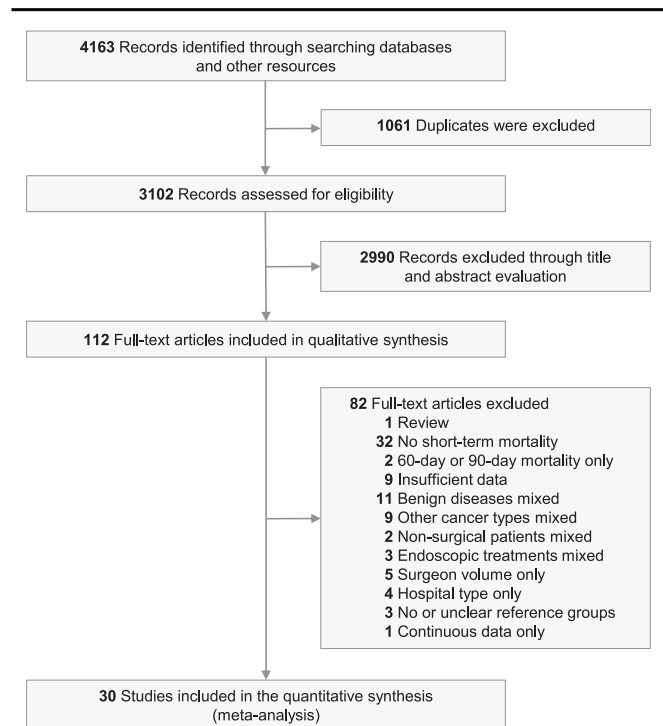 4163 Records identified through searching databases
and other resources
1061 Duplicates were excluded
3102 Records assessed for eligibility
2990 Records excluded through title
and abstract evaluation
112 Full-text articles included in qualitative synthesis
82 Full-text articles excluded
1 Review
32 No short-term mortality
2 60-day or 90-day mortality only
9 Insufficient data
11 Benign diseases mixed
9 Other cancer types mixed
2 Non-surgical patients mixed
3 Endoscopic treatments mixed
5 Surgeon volume only
4 Hospital type only
3 No or unclear reference groups
1 Continuous data only
30 Studies included in the quantitative synthesis
(meta-analysis)